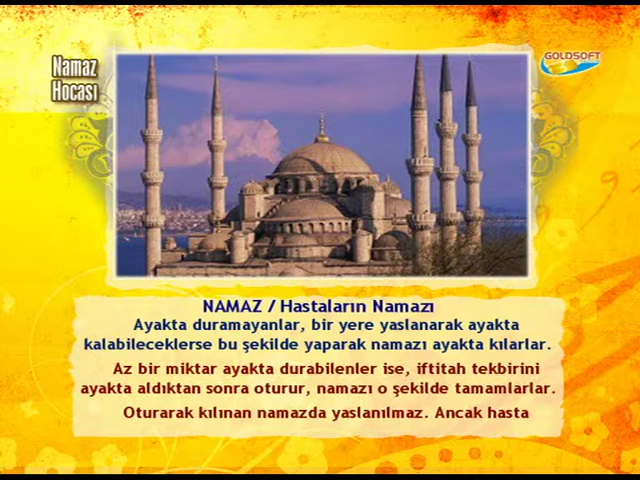 Namaz
Hocası
GOLDSOFT
NAMAZ / Hastaların Namazı
Ayakta duramayanlar, bir yere yaslanarak ayakta
kalabileceklerse bu şekilde yaparak namazı ayakta kılarlar.
Az bir miktar ayakta durabilenler ise, iftitah tekbirini
ayakta aldıktan sonra oturur, namazı o şekilde tamamlarlar.
Oturarak kılınan namazda yaslanılmaz. Ancak hasta